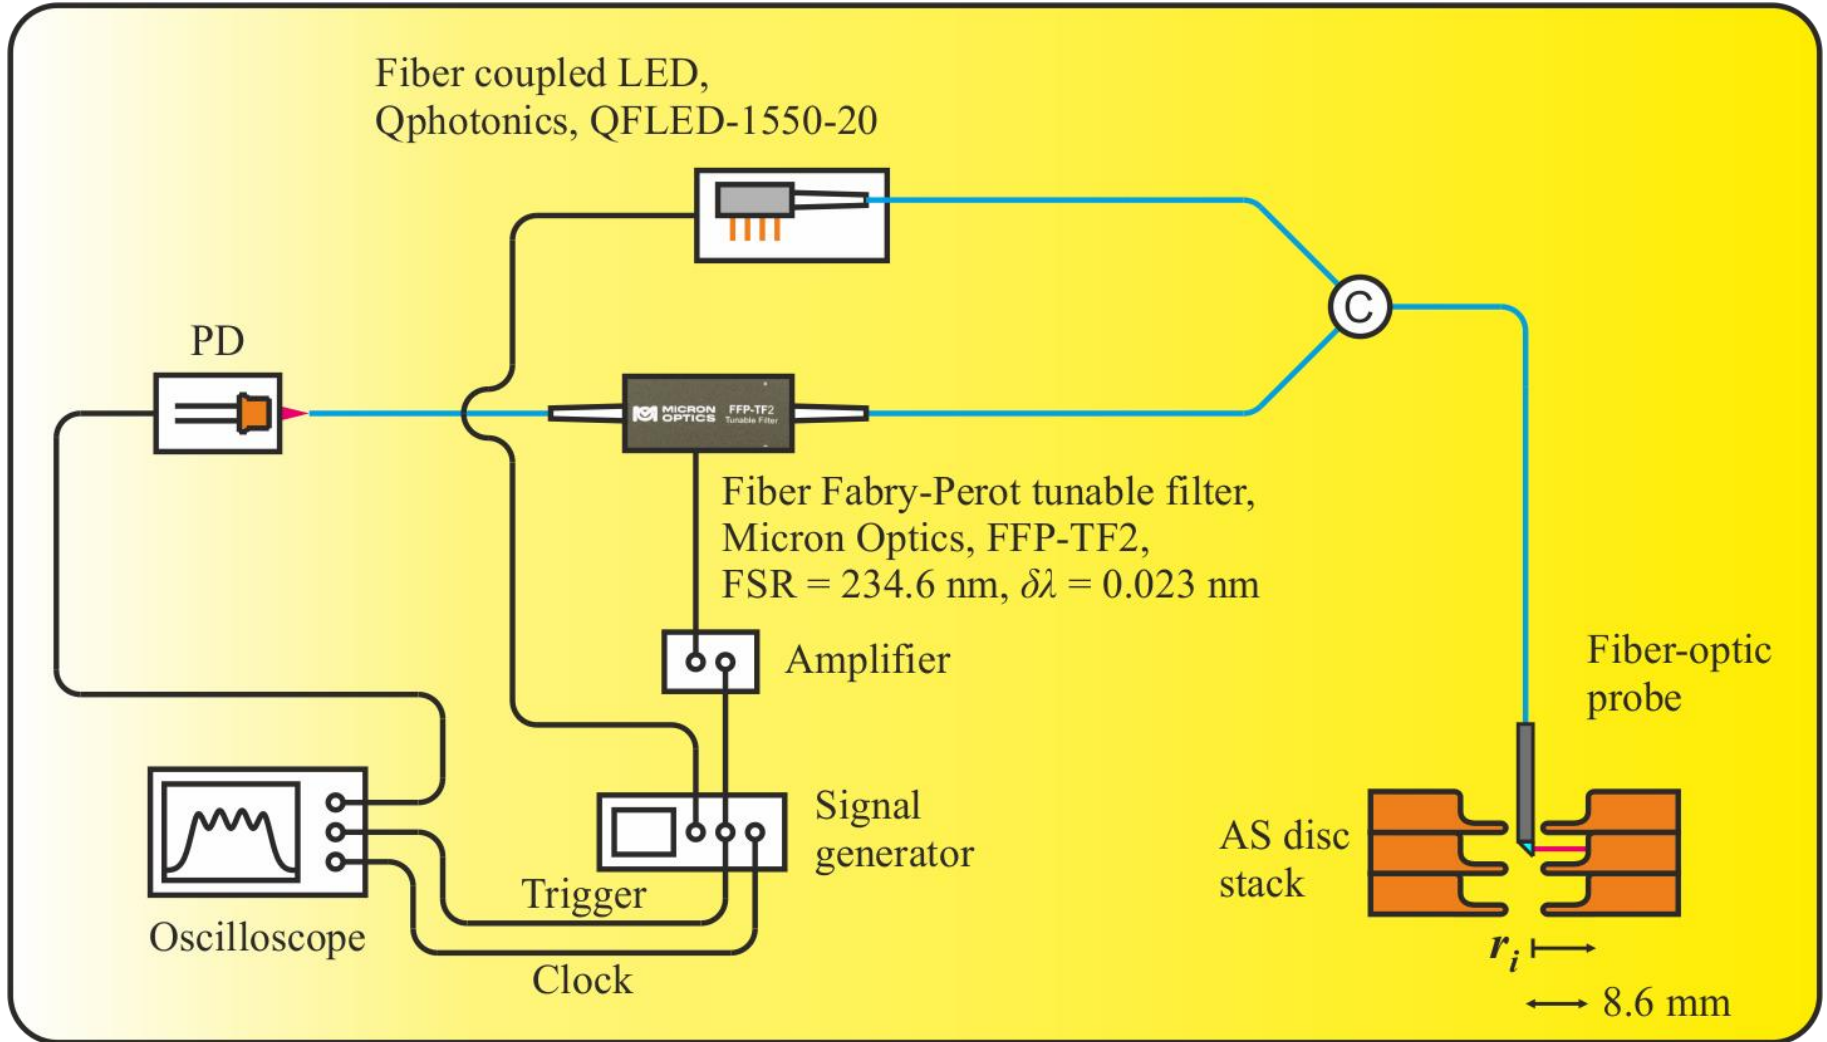 Fiber coupled LED,
Qphotonics, QFLED-1550-20
C
PD
MICRON
OPTICS
FFP-TF2
Tunable Filter
Fiber Fabry-Perot tunable filter,
Micron Optics, FFP-TF2,
FSR = 234.6 nm, δλ = 0.023 nm
Amplifier
Fiber-optic
probe
Signal
generator
AS disc
stack
Trigger
Oscilloscope
Clock
rᵢ
8.6 mm